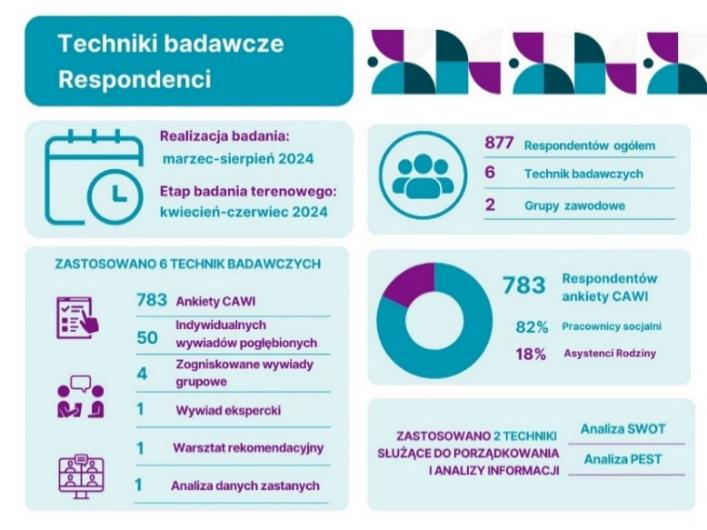 Techniki badawcze
Respondenci
Realizacja badania:
marzec-sierpień 2024
Etap badania terenowego:
kwiecień-czerwiec 2024
877 Respondentów ogółem
6 Technik badawczych
2 Grupy zawodowe
ZASTOSOWANO 6 TECHNIK BADAWCZYCH
783 Ankiety CAWI
50 Indywidualnych
wywiadów pogłębionych
4 Zogniskowane wywiady
grupowe
1 Wywiad ekspercki
1 Warsztat rekomendacyjny
1 Analiza danych zastanych
783 Respondentów
ankiety CAWI
82% Pracownicy socjalni
18% Asystenci Rodziny
ZASTOSOWANO 2 TECHNIKI
SŁUŻĄCE DO PORZĄDKOWANIA
I ANALIZY INFORMACJI
Analiza SWOT
Analiza PEST